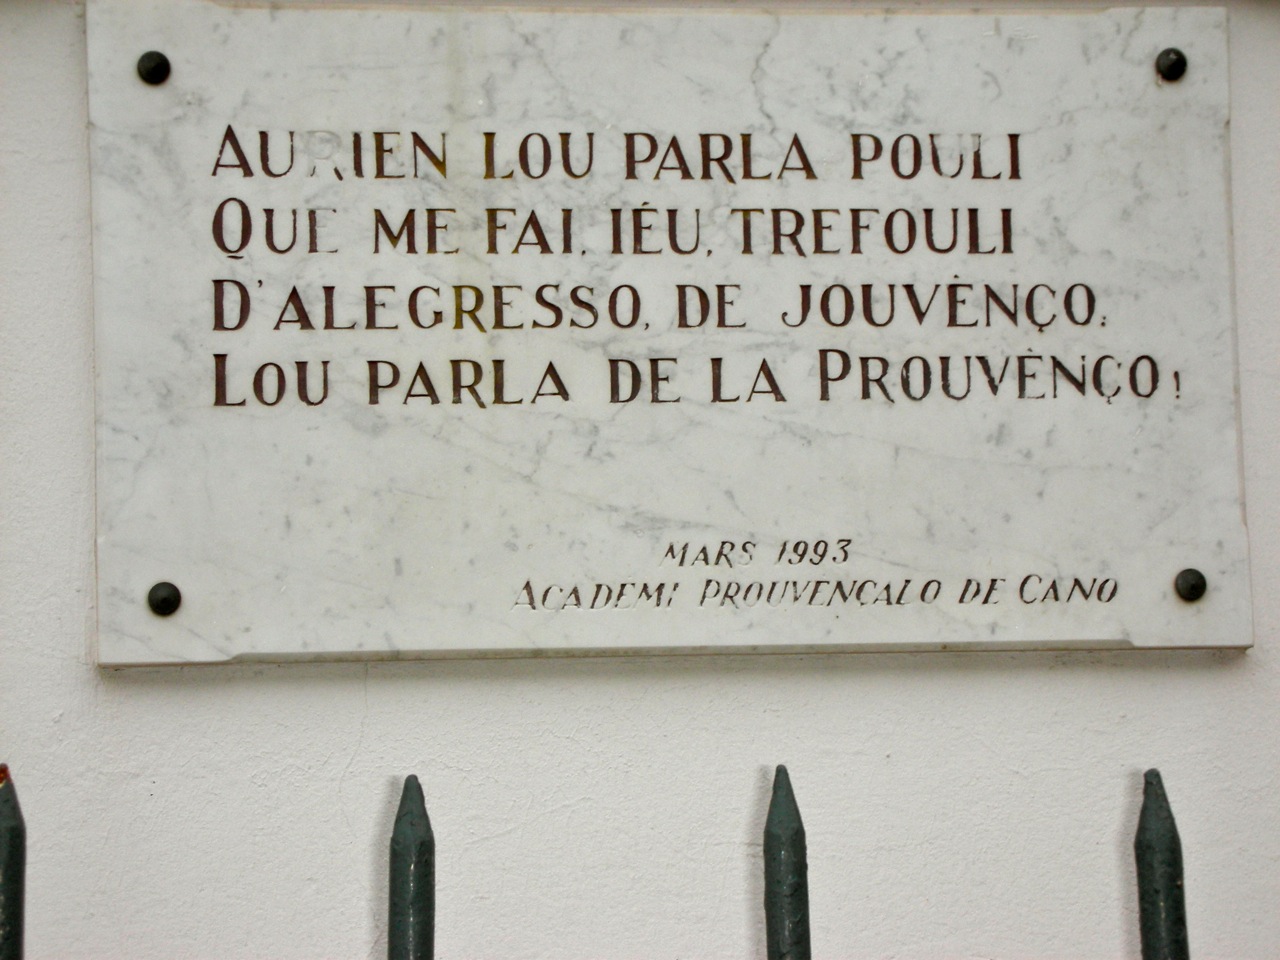 AURIEN LOU PARLA POULI
QUE ME FAI, IÉU, TREFOULI
D'ALEGRESSO, DE JOUVÈNÇO:
LOU PARLA DE LA PROUVÈNÇO!
MARS 1993
ACADEMI PROUVENÇALO DE CANO